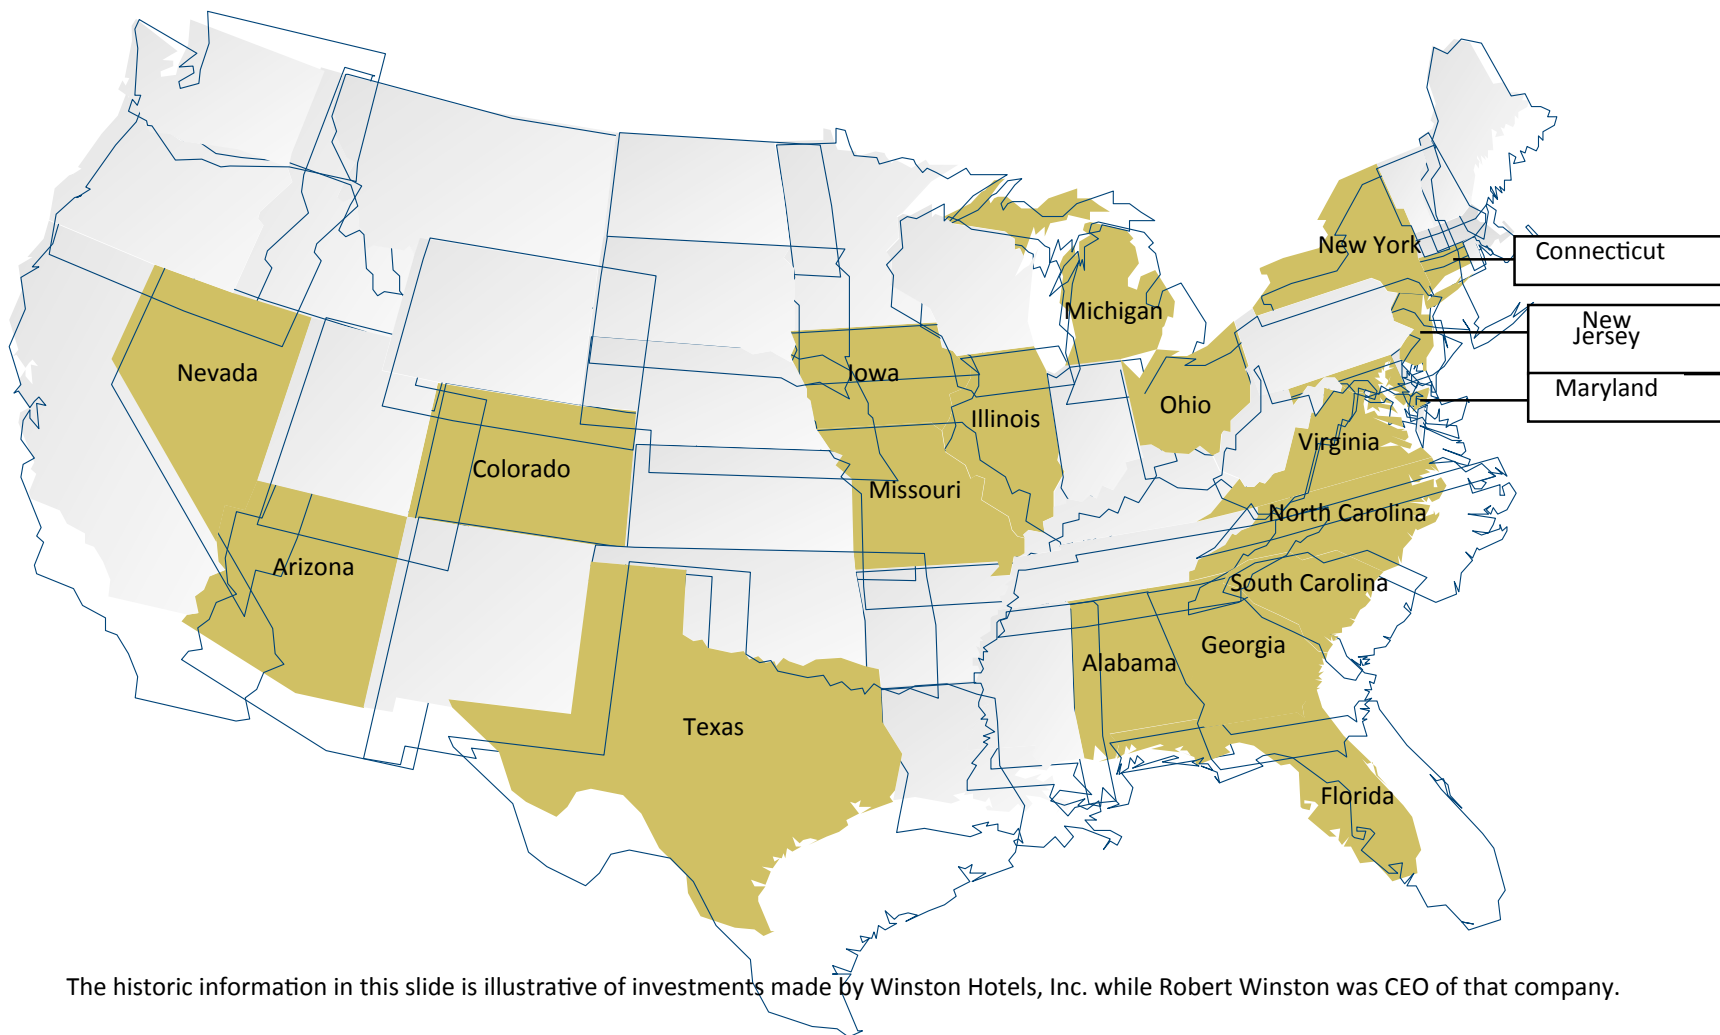 New York
Connecticut
Michigan
New
Jersey
Nevada
Iowa
Maryland
Ohio
Illinois
Virginia
Colorado
Missouri
North Carolina
Arizona
South Carolina
Georgia
Alabama
Texas
Florida
The historic information in this slide is illustrative of investments made by Winston Hotels, Inc. while Robert Winston was CEO of that company.